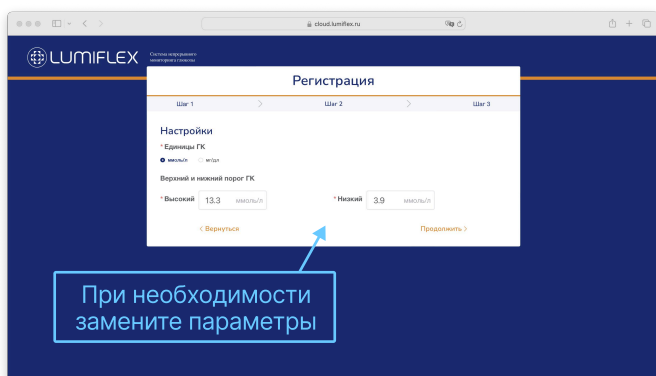 cloud.lumiflex.ru
LUMIFLEX
Система непрерывного
мониторинга глюкозы
Регистрация
Шаг 1 Шаг 2 Шаг 3
Настройки
* Единицы ГК
ммоль/л мг/дл
Верхний и нижний порог ГК
* Высокий 13.3 ммоль/л * Низкий 3.9 ммоль/л
< Вернуться Продолжить >
При необходимости
замените параметры